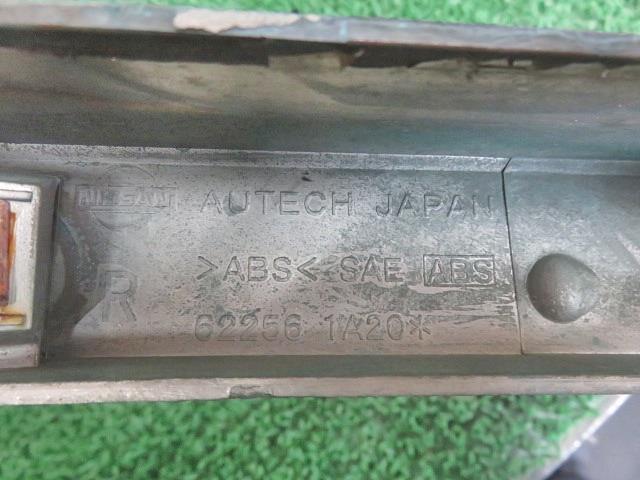 NISSAN AUTECH JAPAN
>ABS< SAE ABS
R
62256 1A20*